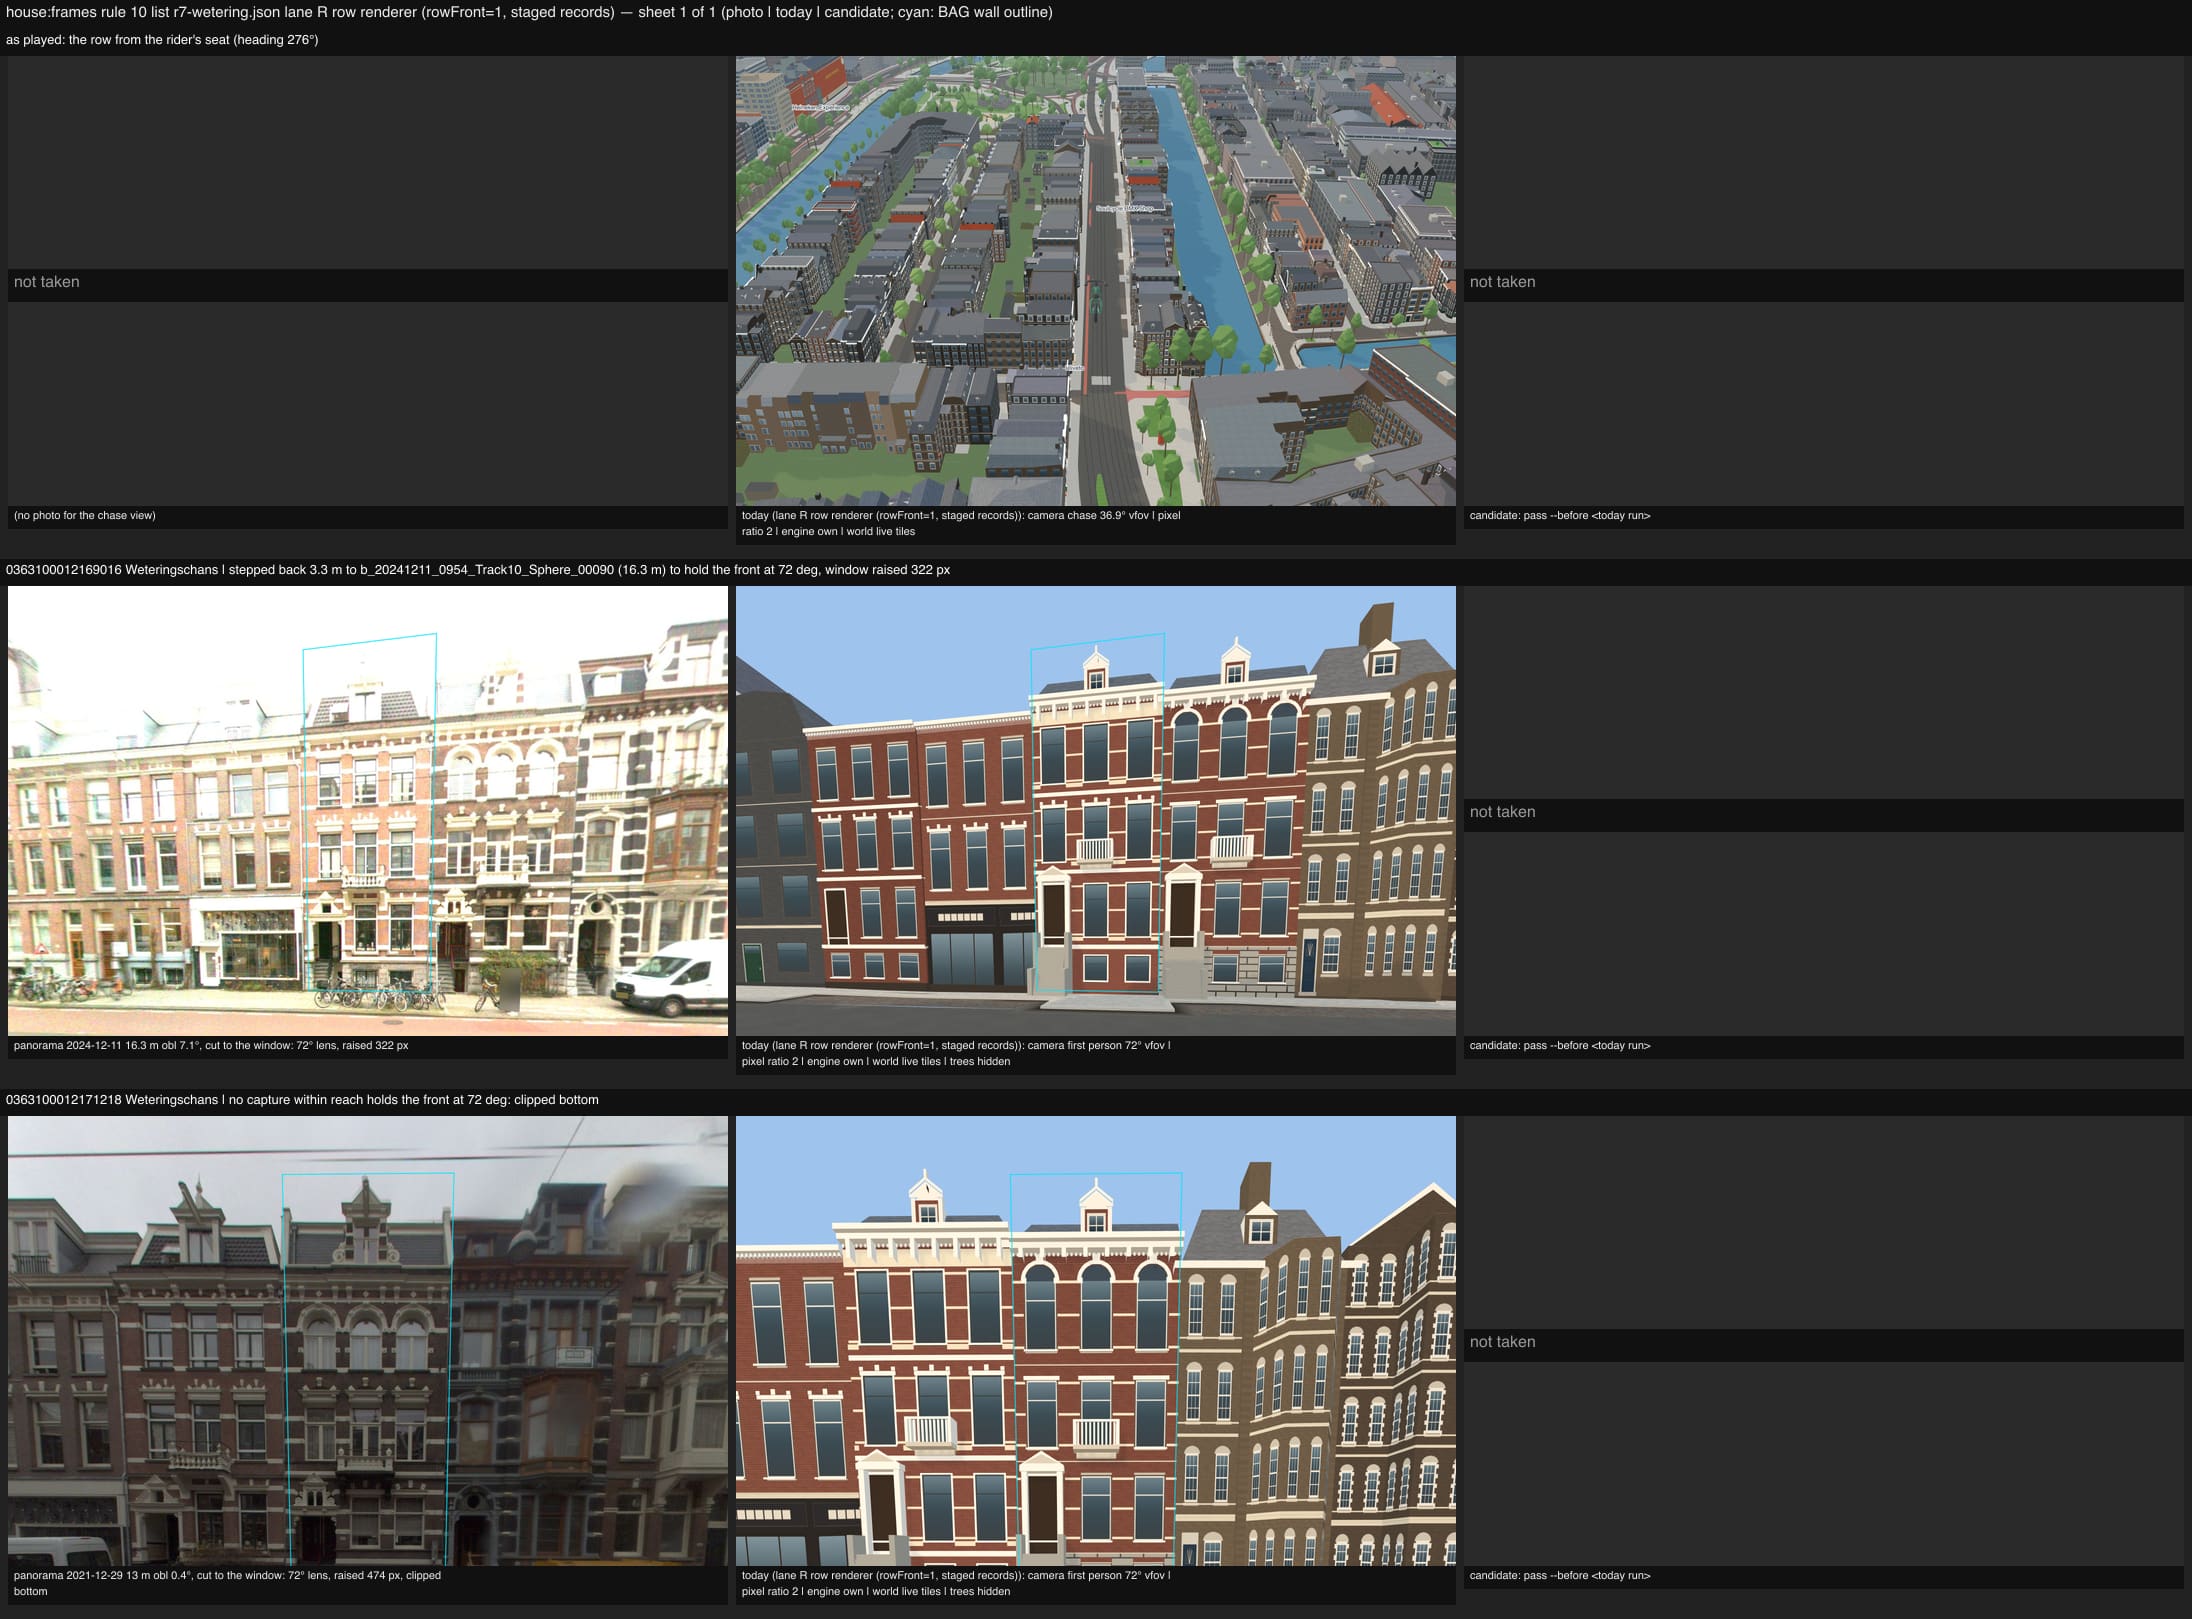 house:frames rule 10 list r7-wetering.json lane R row renderer (rowFront=1, staged records) — sheet 1 of 1 (photo | today | candidate; cyan: BAG wall outline)
as played: the row from the rider's seat (heading 276°)
Heineken Experience
not taken
not taken
(no photo for the chase view)
today (lane R row renderer (rowFront=1, staged records)): camera chase 36.9° vfov | pixel
ratio 2 | engine own | world live tiles
candidate: pass --before <today run>
0363100012169016 Weteringschans | stepped back 3.3 m to b_20241211_0954_Track10_Sphere_00090 (16.3 m) to hold the front at 72 deg, window raised 322 px
not taken
panorama 2024-12-11 16.3 m obl 7.1°, cut to the window: 72° lens, raised 322 px
today (lane R row renderer (rowFront=1, staged records)): camera first person 72° vfov |
pixel ratio 2 | engine own | world live tiles | trees hidden
candidate: pass --before <today run>
0363100012171218 Weteringschans | no capture within reach holds the front at 72 deg: clipped bottom
not taken
panorama 2021-12-29 13 m obl 0.4°, cut to the window: 72° lens, raised 474 px, clipped
bottom
today (lane R row renderer (rowFront=1, staged records)): camera first person 72° vfov |
pixel ratio 2 | engine own | world live tiles | trees hidden
candidate: pass --before <today run>